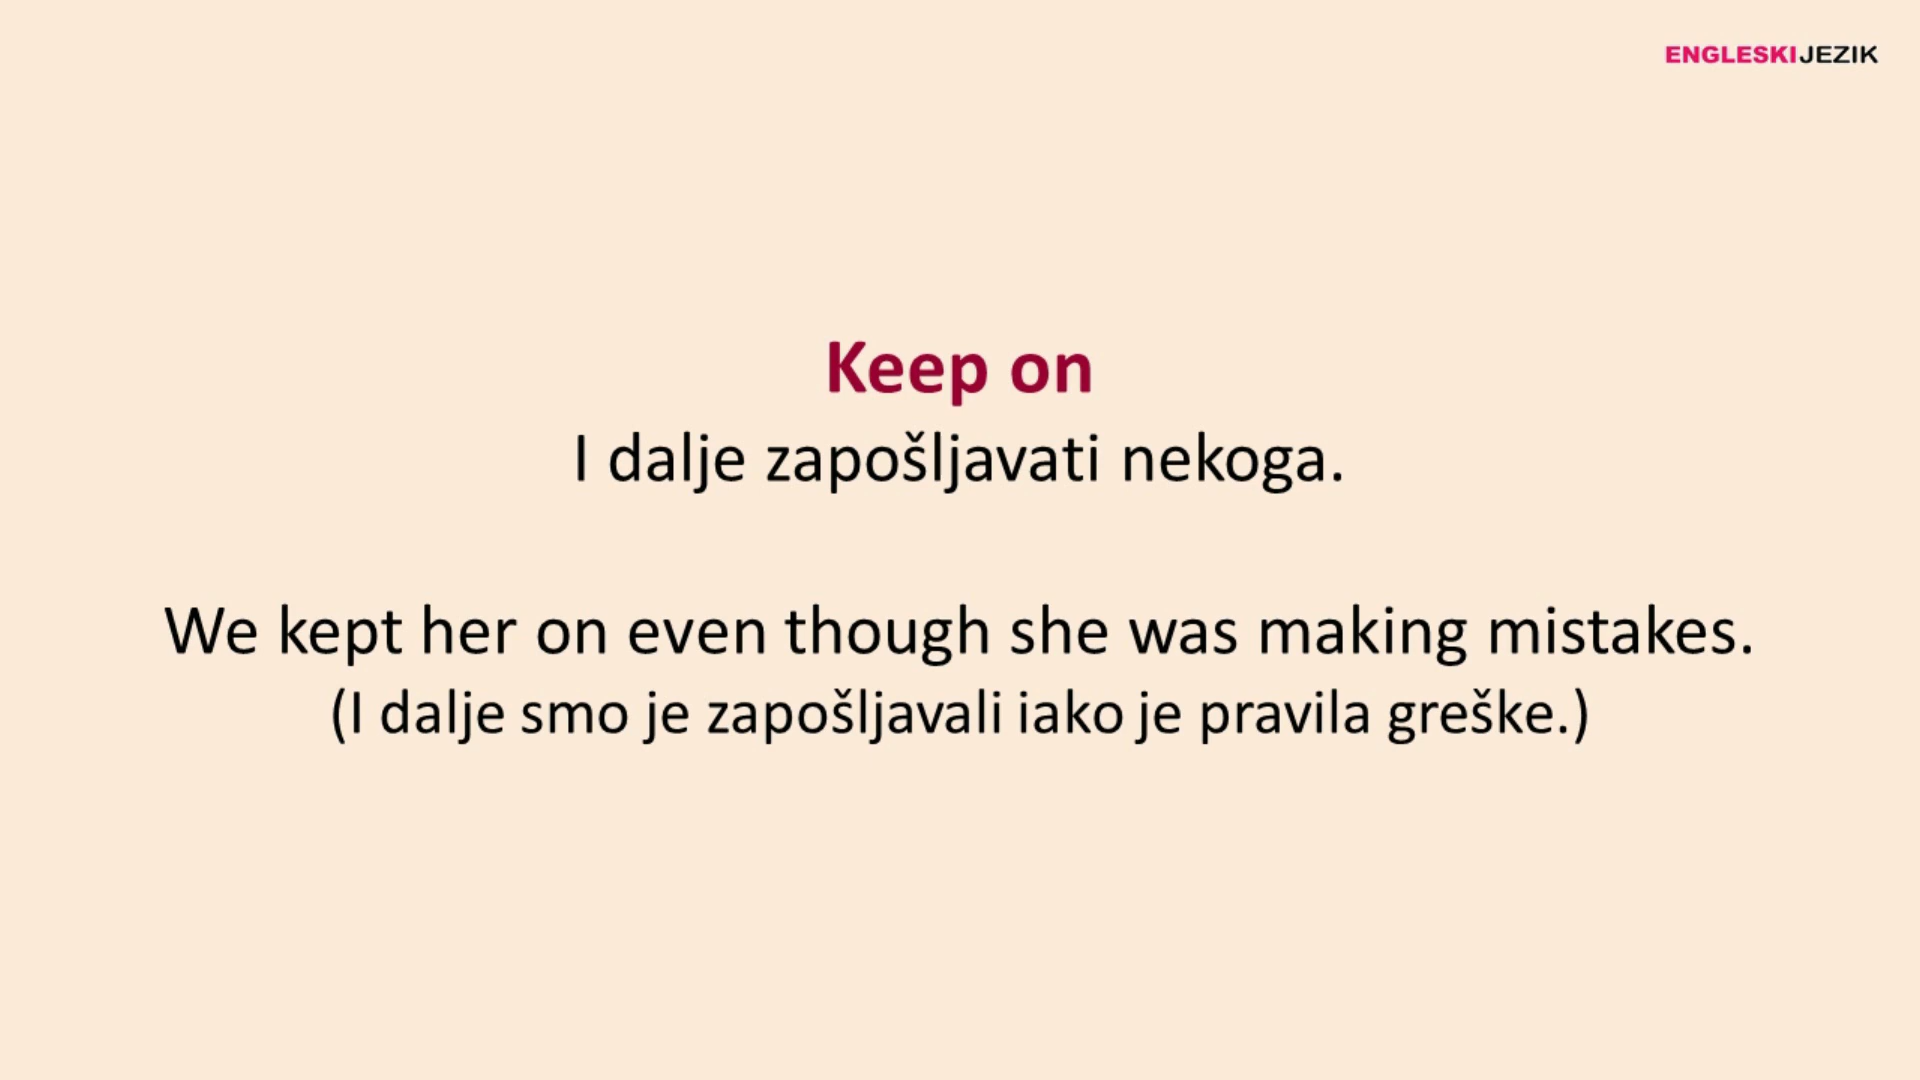 ENGLESKIJEZIK
Keep on
I dalje zapošljavati nekoga.
We kept her on even though she was making mistakes.
(I dalje smo je zapošljavali iako je pravila greške.)